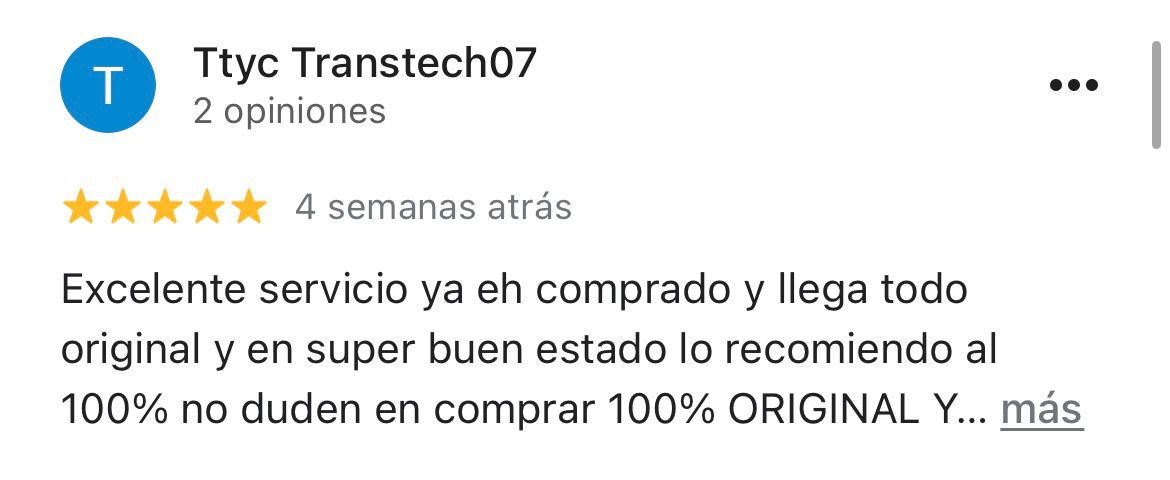 T
Ttyc Transtech07
2 opiniones
4 semanas atrás
Excelente servicio ya eh comprado y llega todo
original y en super buen estado lo recomiendo al
100% no duden en comprar 100% ORIGINAL Y... más